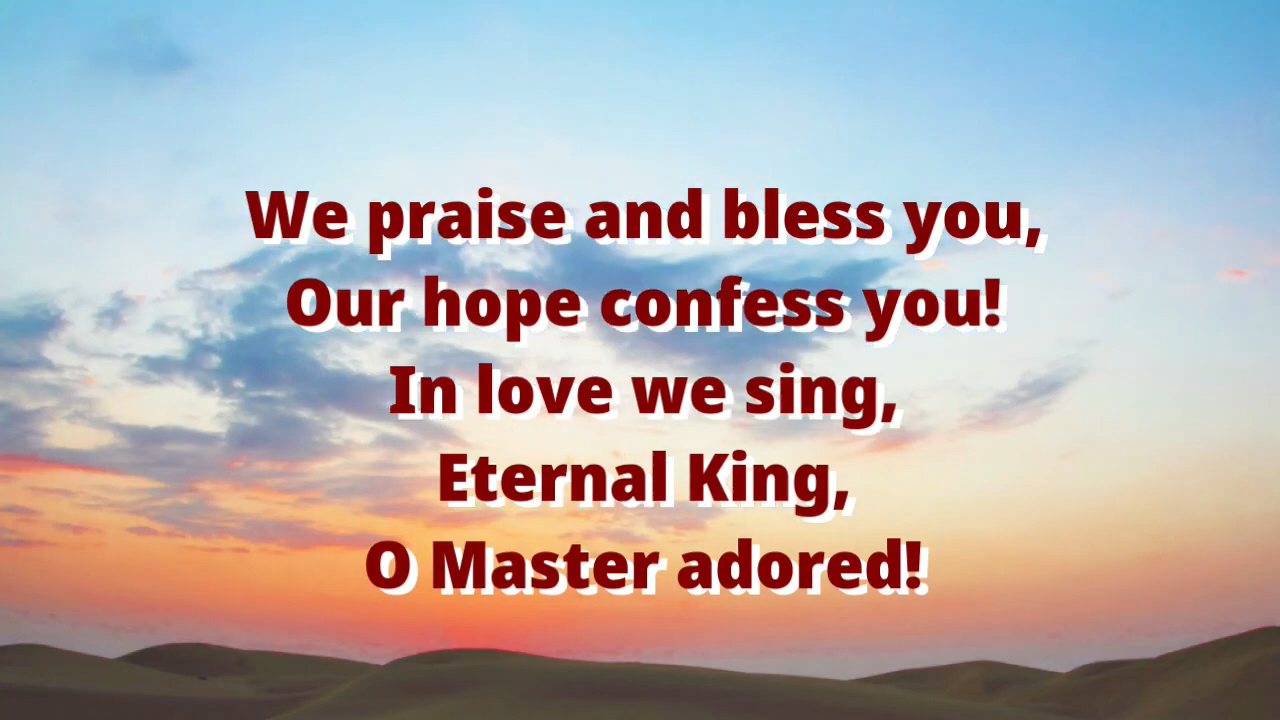 We praise and bless you,
Our hope confess you!
In love we sing,
Eternal King,
O Master adored!